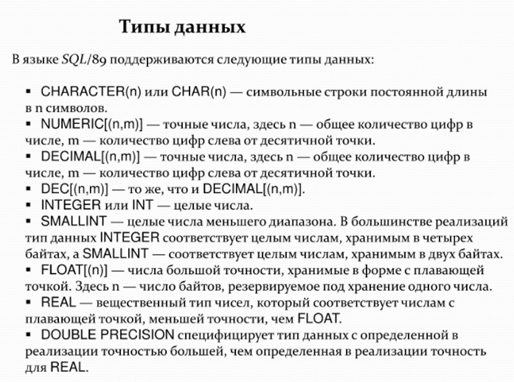 Типы данных
В языке SQL/89 поддерживаются следующие типы данных:
▪ CHARACTER(n) или CHAR(n) — символьные строки постоянной длины
в n символов.
▪ NUMERIC[(n,m)] — точные числа, здесь n — общее количество цифр в
числе, m — количество цифр слева от десятичной точки.
▪ DECIMAL[(n,m)] — точные числа, здесь n — общее количество цифр в
числе, m — количество цифр слева от десятичной точки.
▪ DEC[(n,m)] — то же, что и DECIMAL[(n,m)].
▪ INTEGER или INT — целые числа.
▪ SMALLINT — целые числа меньшего диапазона. В большинстве реализаций
тип данных INTEGER соответствует целым числам, хранимым в четырех
байтах, а SMALLINT — соответствует целым числам, хранимым в двух байтах.
▪ FLOAT[(n)] — числа большой точности, хранимые в форме с плавающей
точкой. Здесь n — число байтов, резервируемое под хранение одного числа.
▪ REAL — вещественный тип чисел, который соответствует числам с
плавающей точкой, меньшей точности, чем FLOAT.
▪ DOUBLE PRECISION специфицирует тип данных с определенной в
реализации точностью большей, чем определенная в реализации точность
для REAL.